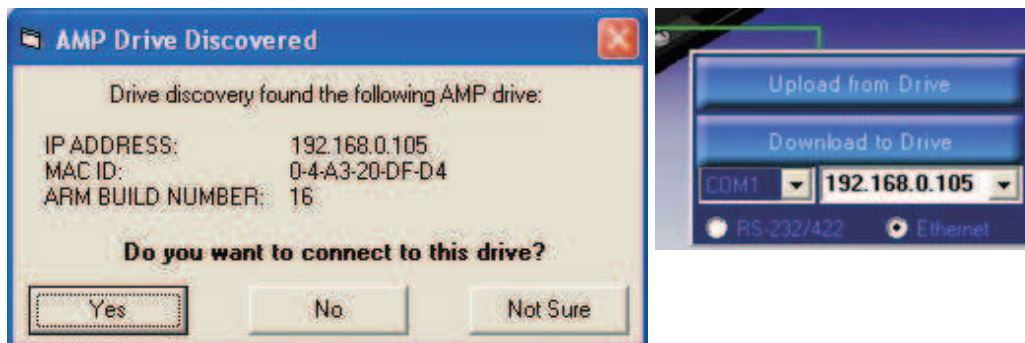 AMP Drive Discovered
Drive discovery found the following AMP drive:
IP ADDRESS: 192.168.0.105
MAC ID: 0-4-A3-20-DF-D4
ARM BUILD NUMBER: 16
Do you want to connect to this drive?
Yes No Not Sure
Upload from Drive
Download to Drive
COM1 192.168.0.105
RS-232/422 Ethernet